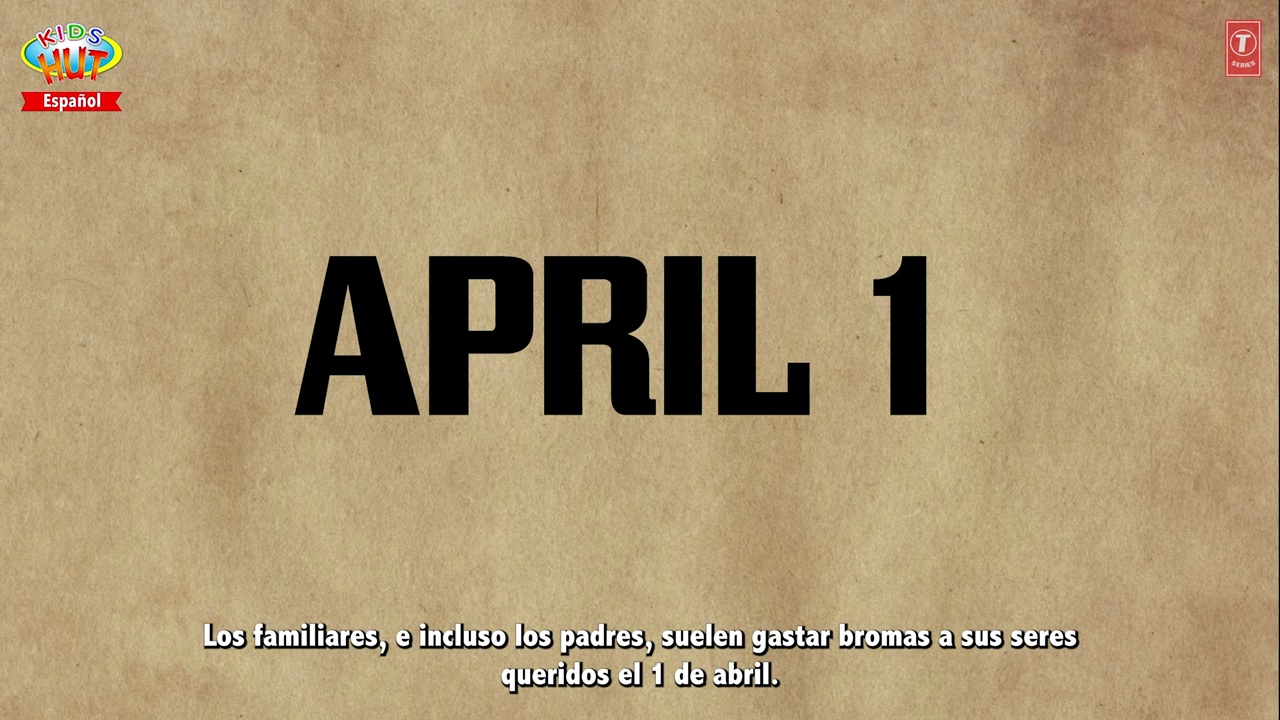 KIDS
HUT
Español
T
SERIES
APRIL 1
Los familiares, e incluso los padres, suelen gastar bromas a sus seres
queridos el 1 de abril.